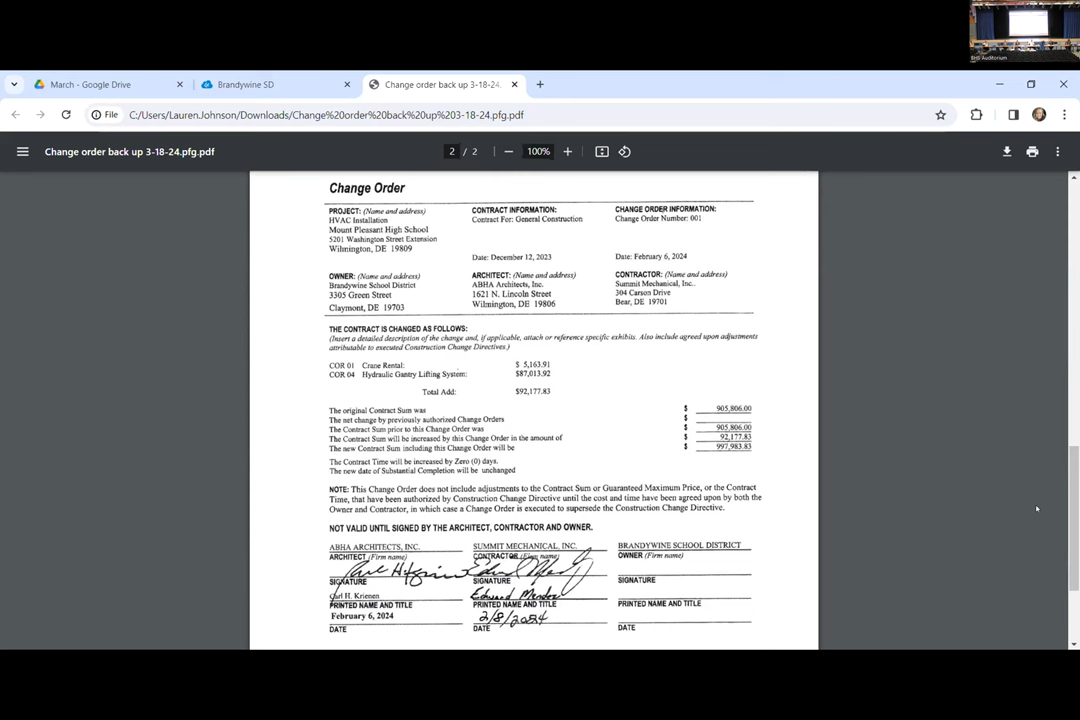 BHS Auditorium
March - Google Drive
Brandywine SD
Change order back up 3-18-24.
File C:/Users/Lauren.Johnson/Downloads/Change%20order%20back%20up%203-18-24.pfg.pdf
Change order back up 3-18-24.pfg.pdf
2 / 2
100%
Change Order
PROJECT: (Name and address)
HVAC Installation
Mount Pleasant High School
5201 Washington Street Extension
Wilmington, DE 19809
CONTRACT INFORMATION:
Contract For: General Construction
Date: December 12, 2023
CHANGE ORDER INFORMATION:
Change Order Number: 001
Date: February 6, 2024
OWNER: (Name and address)
Brandywine School District
3305 Green Street
Claymont, DE 19703
ARCHITECT: (Name and address)
ABHA Architects, Inc.
1621 N. Lincoln Street
Wilmington, DE 19806
CONTRACTOR: (Name and address)
Summit Mechanical, Inc..
304 Carson Drive
Bear, DE 19701
THE CONTRACT IS CHANGED AS FOLLOWS:
(Insert a detailed description of the change and, if applicable, attach or reference specific exhibits. Also include agreed upon adjustments
attributable to executed Construction Change Directives.)
COR 01 Crane Rental: $ 5,163.91
COR 04 Hydraulic Gantry Lifting System: $87,013.92
Total Add: $92,177.83
The original Contract Sum was $ 905,806.00
The net change by previously authorized Change Orders $
The Contract Sum prior to this Change Order was $ 905,806.00
The Contract Sum will be increased by this Change Order in the amount of $ 92,177.83
The new Contract Sum including this Change Order will be $ 997,983.83
The Contract Time will be increased by Zero (0) days.
The new date of Substantial Completion will be unchanged
NOTE: This Change Order does not include adjustments to the Contract Sum or Guaranteed Maximum Price, or the Contract
Time, that have been authorized by Construction Change Directive until the cost and time have been agreed upon by both the
Owner and Contractor, in which case a Change Order is executed to supersede the Construction Change Directive.
NOT VALID UNTIL SIGNED BY THE ARCHITECT, CONTRACTOR AND OWNER.
ABHA ARCHITECTS, INC.
ARCHITECT (Firm name)
SIGNATURE
Carl H. Krienen
PRINTED NAME AND TITLE
February 6, 2024
DATE
SUMMIT MECHANICAL, INC.
CONTRACTOR (Firm name)
SIGNATURE
Edward
PRINTED NAME AND TITLE
2/8/2024
DATE
BRANDYWINE SCHOOL DISTRICT
OWNER (Firm name)
SIGNATURE
PRINTED NAME AND TITLE
DATE